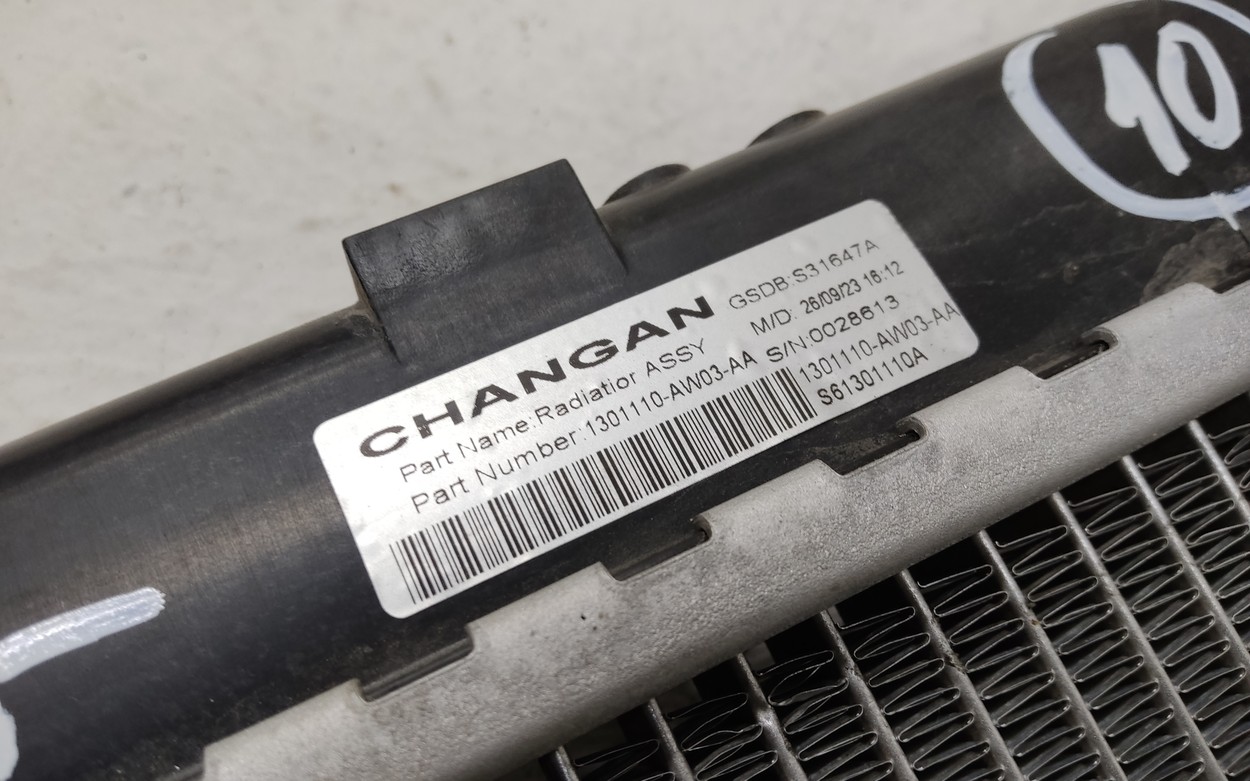 CHANGAN
GSDB:S31647A
Part Name:Radiatior ASSY
M/D: 26/09/23 16:12
Part Number:1301110-AW03-AA
S/N:0028613
1301110-AW03-AA
S61301110A
10